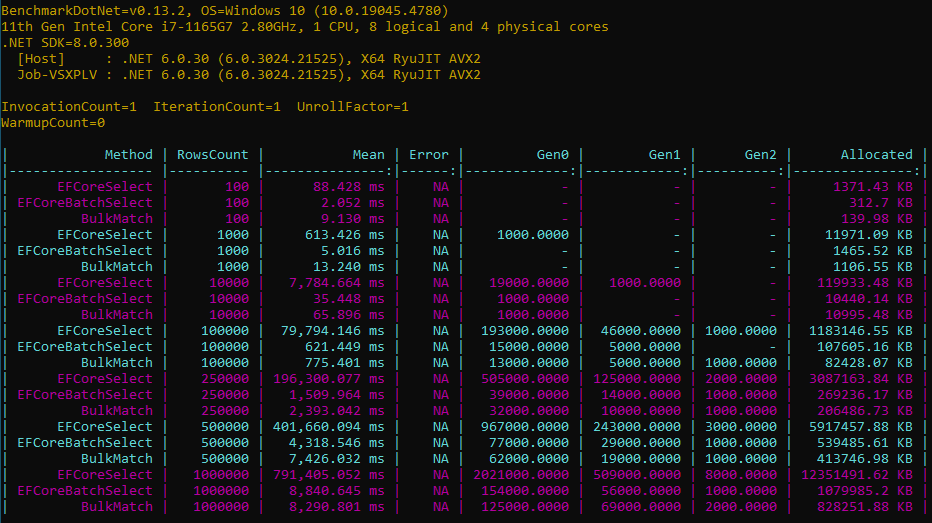 BenchmarkDotNet=v0.13.2, OS=Windows 10 (10.0.19045.4780)
11th Gen Intel Core i7-1165G7 2.80GHz, 1 CPU, 8 logical and 4 physical cores
.NET SDK=8.0.300
  [Host]     : .NET 6.0.30 (6.0.3024.21525), X64 RyuJIT AVX2
  Job-VSXPLV : .NET 6.0.30 (6.0.3024.21525), X64 RyuJIT AVX2
InvocationCount=1  IterationCount=1  UnrollFactor=1
WarmupCount=0
|            Method | RowsCount |           Mean | Error |         Gen0 |        Gen1 |      Gen2 |      Allocated |
|------------------ |---------- |---------------:|------:|-------------:|------------:|----------:|---------------:|
|      EFCoreSelect |       100 |      88.428 ms |    NA |            - |           - |         - |     1371.43 KB |
| EFCoreBatchSelect |       100 |       2.052 ms |    NA |            - |           - |         - |       312.7 KB |
|         BulkMatch |       100 |       9.130 ms |    NA |            - |           - |         - |      139.98 KB |
|      EFCoreSelect |      1000 |     613.426 ms |    NA |    1000.0000 |           - |         - |    11971.09 KB |
| EFCoreBatchSelect |      1000 |       5.016 ms |    NA |            - |           - |         - |     1465.52 KB |
|         BulkMatch |      1000 |      13.240 ms |    NA |            - |           - |         - |     1106.55 KB |
|      EFCoreSelect |     10000 |   7,784.664 ms |    NA |   19000.0000 |   1000.0000 |         - |   119933.48 KB |
| EFCoreBatchSelect |     10000 |      35.448 ms |    NA |    1000.0000 |           - |         - |    10440.14 KB |
|         BulkMatch |     10000 |      65.896 ms |    NA |    1000.0000 |           - |         - |    10995.48 KB |
|      EFCoreSelect |    100000 |  79,794.146 ms |    NA |  193000.0000 |  46000.0000 | 1000.0000 |  1183146.55 KB |
| EFCoreBatchSelect |    100000 |     621.449 ms |    NA |   15000.0000 |   5000.0000 |         - |   107605.16 KB |
|         BulkMatch |    100000 |     775.401 ms |    NA |   13000.0000 |   5000.0000 | 1000.0000 |    82428.07 KB |
|      EFCoreSelect |    250000 | 196,300.077 ms |    NA |  505000.0000 | 125000.0000 | 2000.0000 |  3087163.84 KB |
| EFCoreBatchSelect |    250000 |   1,509.964 ms |    NA |   39000.0000 |  14000.0000 | 1000.0000 |   269236.17 KB |
|         BulkMatch |    250000 |   2,393.042 ms |    NA |   32000.0000 |  10000.0000 | 1000.0000 |   206486.73 KB |
|      EFCoreSelect |    500000 | 401,660.094 ms |    NA |  967000.0000 | 243000.0000 | 3000.0000 |  5917457.88 KB |
| EFCoreBatchSelect |    500000 |   4,318.546 ms |    NA |   77000.0000 |  29000.0000 | 1000.0000 |   539485.61 KB |
|         BulkMatch |    500000 |   7,426.032 ms |    NA |   62000.0000 |  19000.0000 | 1000.0000 |   413746.98 KB |
|      EFCoreSelect |   1000000 | 791,405.052 ms |    NA | 2021000.0000 | 509000.0000 | 8000.0000 | 12351491.62 KB |
| EFCoreBatchSelect |   1000000 |   8,840.645 ms |    NA |  154000.0000 |  56000.0000 | 1000.0000 |   1079985.2 KB |
|         BulkMatch |   1000000 |   8,290.801 ms |    NA |  125000.0000 |  69000.0000 | 2000.0000 |   828251.88 KB |